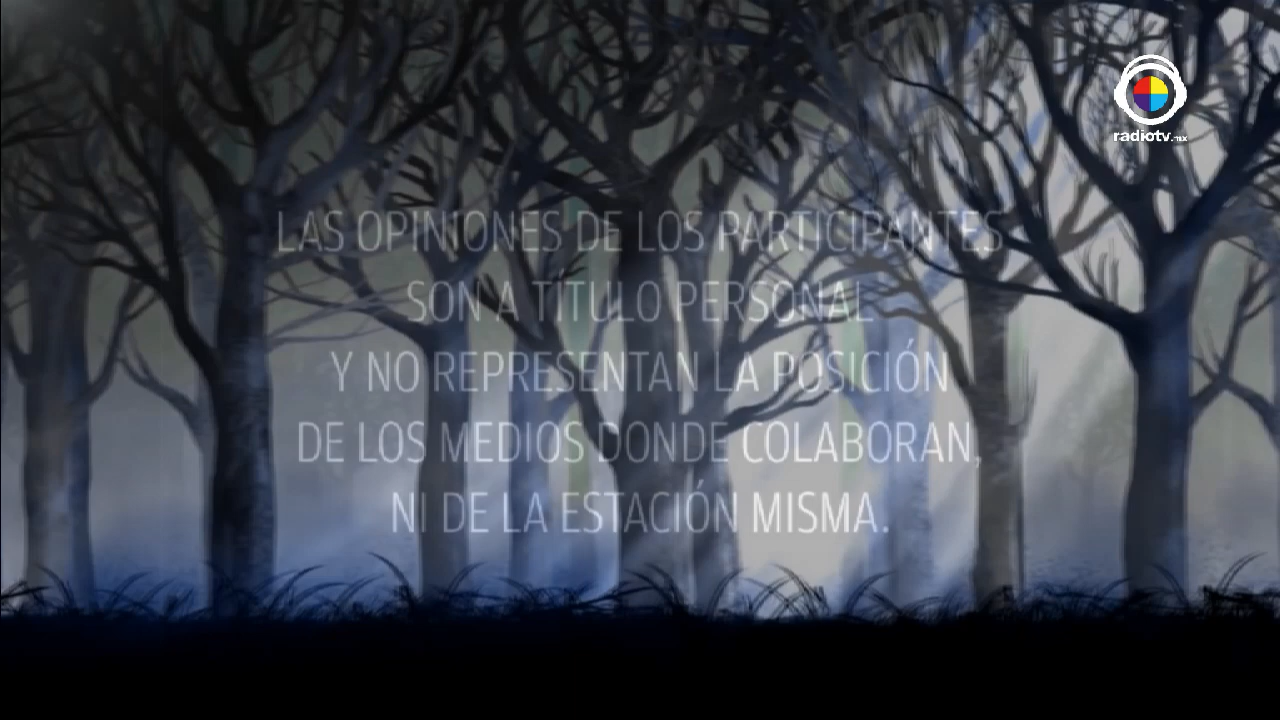 radiotv.mx
LAS OPINIONES DE LOS PARTICIPANTES
SON A TÍTULO PERSONAL
Y NO REPRESENTAN LA POSICIÓN
DE LOS MEDIOS DONDE COLABORAN,
NI DE LA ESTACIÓN MISMA.